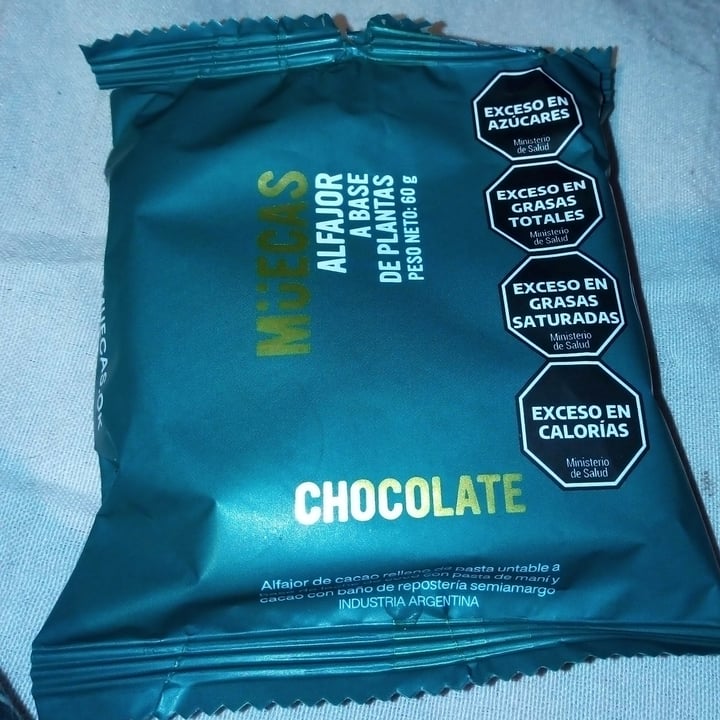 MÜECAS
ALFAJOR
A BASE
DE PLANTAS
PESO NETO: 60 g
EXCESO EN
AZÚCARES
Ministerio
de Salud
EXCESO EN
GRASAS
TOTALES
Ministerio
de Salud
EXCESO EN
GRASAS
SATURADAS
Ministerio
de Salud
EXCESO EN
CALORÍAS
Ministerio
de Salud
CHOCOLATE
Alfajor de cacao relleno de pasta untable a
con pasta de maní y
cacao con baño de repostería semiamargo
INDUSTRIA ARGENTINA
MUECAS.OK